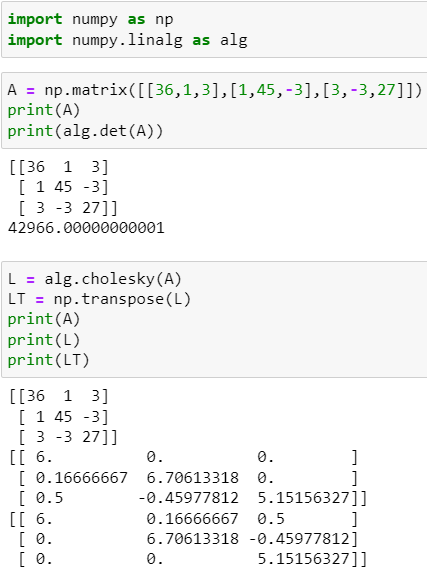 import numpy as np
import numpy.linalg as alg
A = np.matrix([[36,1,3],[1,45,-3],[3,-3,27]])
print(A)
print(alg.det(A))
[[36  1  3]
 [ 1 45 -3]
 [ 3 -3 27]]
42966.00000000001
L = alg.cholesky(A)
LT = np.transpose(L)
print(A)
print(L)
print(LT)
[[36  1  3]
 [ 1 45 -3]
 [ 3 -3 27]]
[[ 6.          0.          0.        ]
 [ 0.16666667  6.70613318  0.        ]
 [ 0.5        -0.45977812  5.15156327]]
[[ 6.          0.16666667  0.5       ]
 [ 0.          6.70613318 -0.45977812]
 [ 0.          0.          5.15156327]]